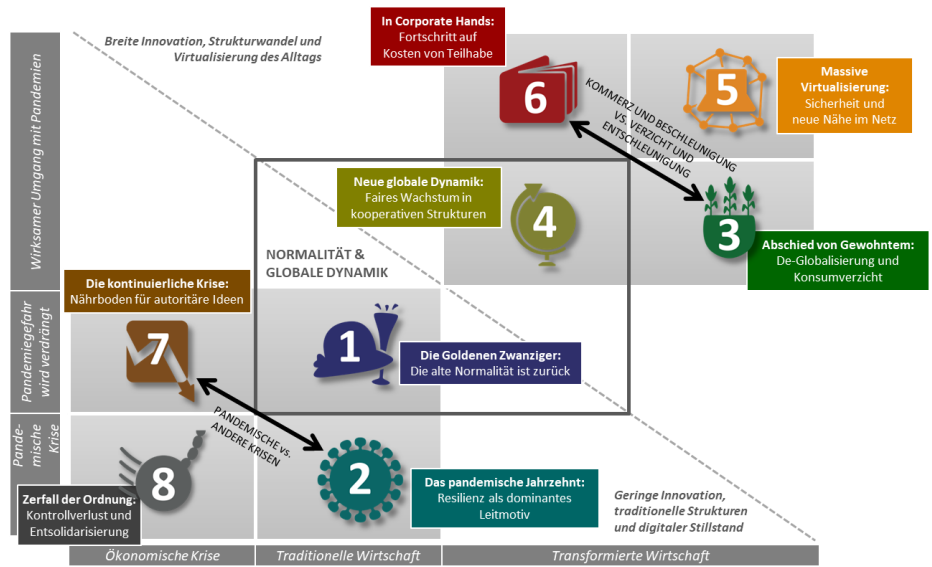 Breite Innovation, Strukturwandel und
Virtualisierung des Alltags
In Corporate Hands:
Fortschritt auf
Kosten von Teilhabe
6
5
Massive
Virtualisierung:
Sicherheit und
neue Nähe im Netz
KOMMERZ UND BESCHLEUNIGUNG
VS. VERZICHT UND
ENTSCHLEUNIGUNG
Neue globale Dynamik:
Faires Wachstum in
kooperativen Strukturen
4
3
Abschied von Gewohntem:
De-Globalisierung und
Konsumverzicht
NORMALITÄT &
GLOBALE DYNAMIK
Die kontinuierliche Krise:
Nährboden für autoritäre Ideen
7
1
Die Goldenen Zwanziger:
Die alte Normalität ist zurück
PANDEMISCHE vs.
ANDERE KRISEN
8
Zerfall der Ordnung:
Kontrollverlust und
Entsolidarisierung
2
Das pandemische Jahrzehnt:
Resilienz als dominantes
Leitmotiv
Geringe Innovation,
traditionelle Strukturen
und digitaler Stillstand
Wirksamer Umgang mit Pandemien
Pandemiegefahr
wird verdrängt
Pande-
mische
Krise
Ökonomische Krise
Traditionelle Wirtschaft
Transformierte Wirtschaft